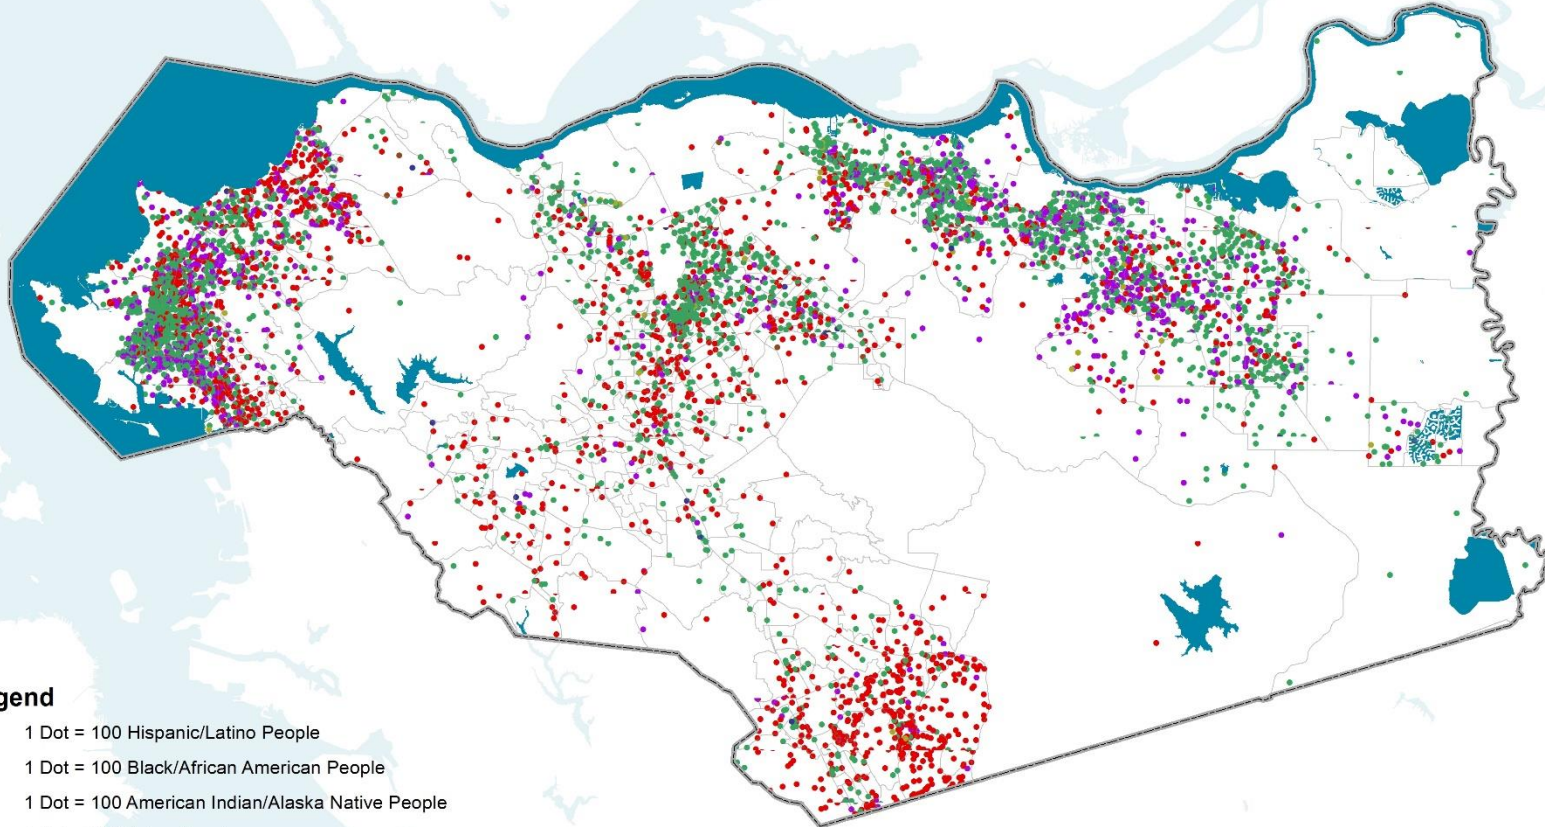 gend
1 Dot = 100 Hispanic/Latino People
1 Dot = 100 Black/African American People
1 Dot = 100 American Indian/Alaska Native People